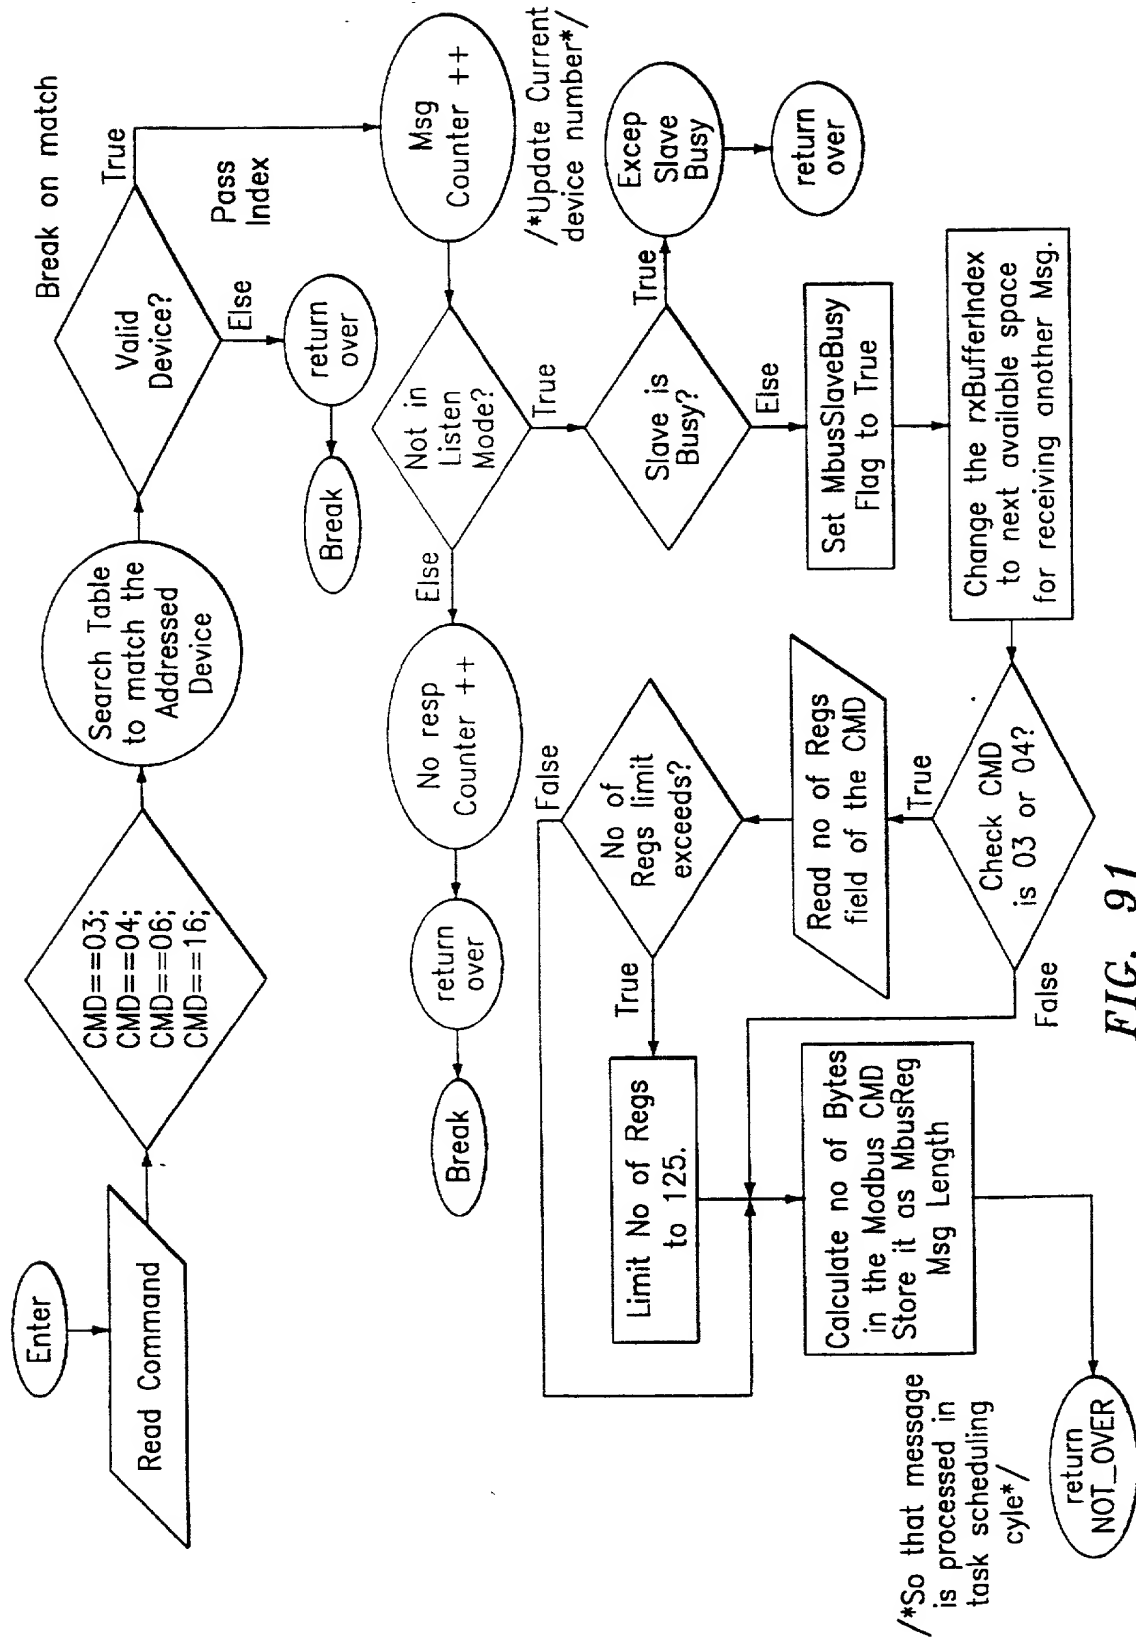 Enter
Read Command
CMD==03;
CMD==04;
CMD==06;
CMD==16;
Search Table
to match the
Addressed
Device
Valid
Device?
Break on match
True
Pass
Index
Else
return
over
Break
Msg
Counter ++
/*Update Current
device number*/
Not in
Listen
Mode?
Else
True
No resp
Counter ++
return
over
Break
Slave is
Busy?
True
Excep
Slave
Busy
return
over
Else
Set MbusSlaveBusy
Flag to True
Change the rxBufferIndex
to next available space
for receiving another Msg.
Check CMD
is 03 or 04?
True
False
Read no of Regs
field of the CMD
No of
Regs limit
exceeds?
False
True
Limit No of Regs
to 125.
Calculate no of Bytes
in the Modbus CMD
Store it as MbusReg
Msg Length
/*So that message
is processed in
task scheduling
cyle*/
return
NOT_OVER
FIG. 91